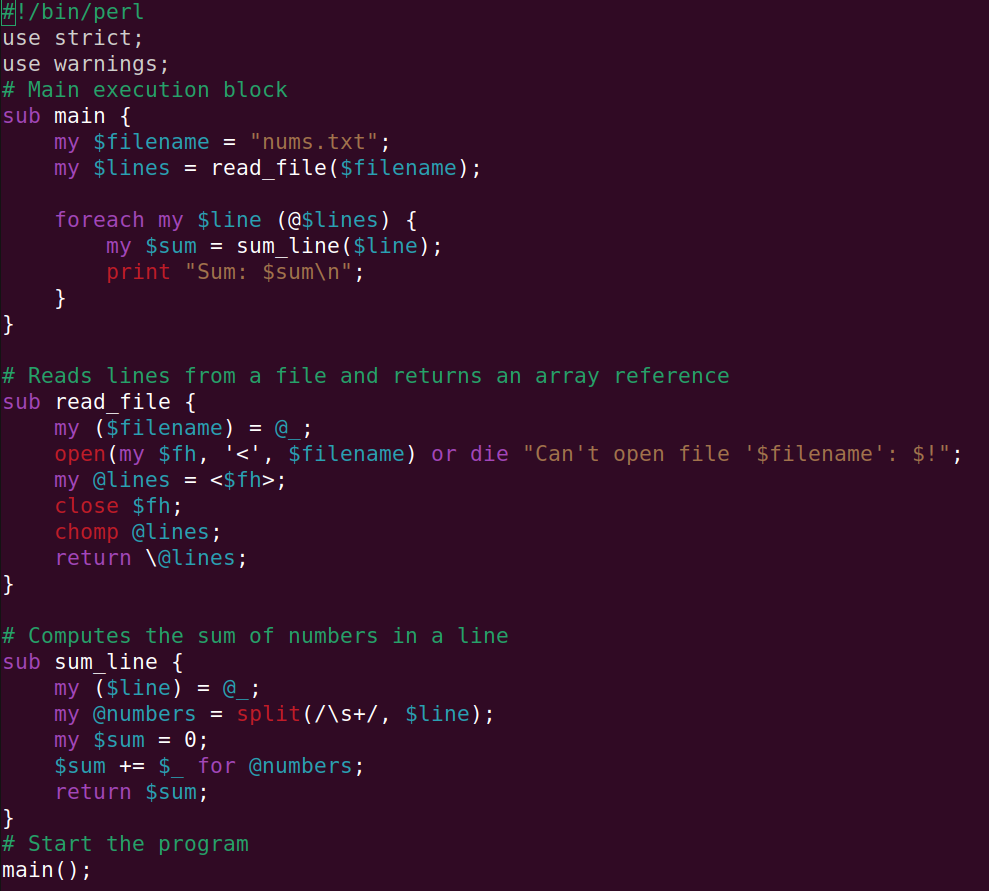 #!/bin/perl
use strict;
use warnings;
# Main execution block
sub main {
    my $filename = "nums.txt";
    my $lines = read_file($filename);

    foreach my $line (@$lines) {
        my $sum = sum_line($line);
        print "Sum: $sum\n";
    }
}

# Reads lines from a file and returns an array reference
sub read_file {
    my ($filename) = @_;
    open(my $fh, '<', $filename) or die "Can't open file '$filename': $!";
    my @lines = <$fh>;
    close $fh;
    chomp @lines;
    return \@lines;
}

# Computes the sum of numbers in a line
sub sum_line {
    my ($line) = @_;
    my @numbers = split(/\s+/, $line);
    my $sum = 0;
    $sum += $_ for @numbers;
    return $sum;
}
# Start the program
main();